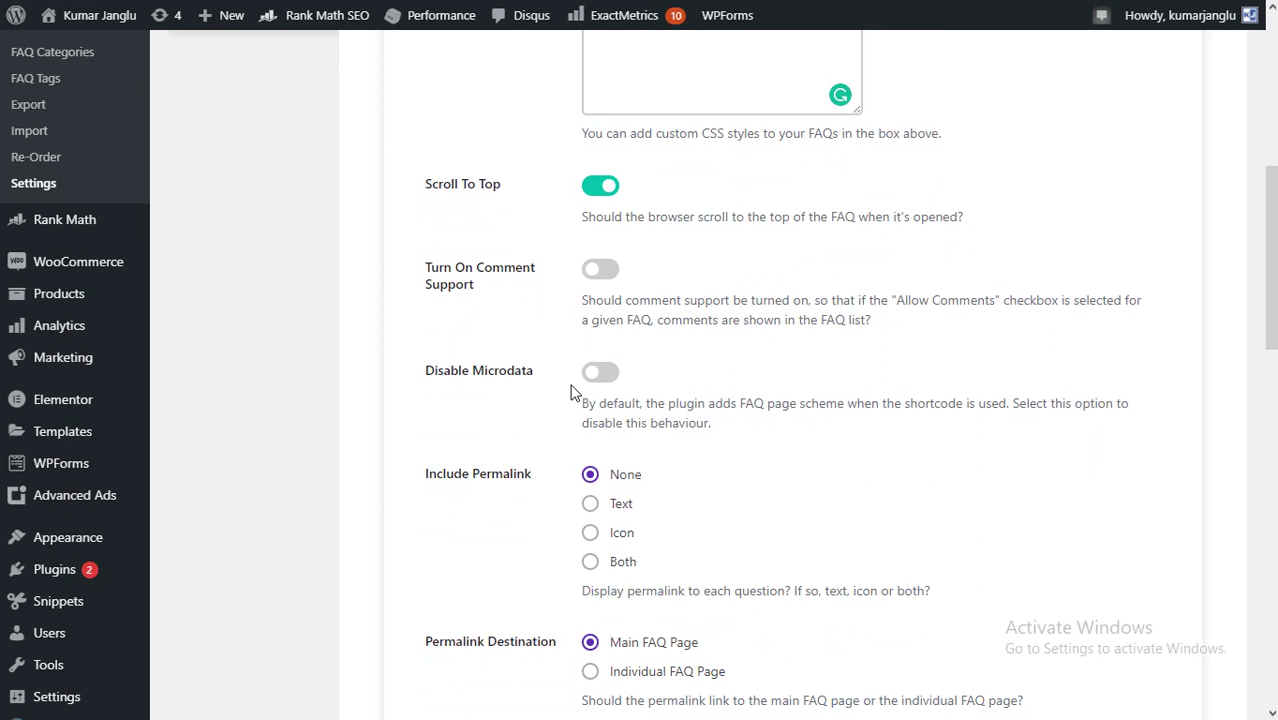 Kumar Janglu 4 New Rank Math SEO Performance Disqus ExactMetrics 10 WPForms Howdy, kumarjanglu
FAQ Categories
FAQ Tags
Export
Import
Re-Order
Settings
Rank Math
WooCommerce
Products
Analytics
Marketing
Elementor
Templates
WPForms
Advanced Ads
Appearance
Plugins 2
Snippets
Users
Tools
Settings
You can add custom CSS styles to your FAQs in the box above.
Scroll To Top
Should the browser scroll to the top of the FAQ when it's opened?
Turn On Comment
Support
Should comment support be turned on, so that if the "Allow Comments" checkbox is selected for
a given FAQ, comments are shown in the FAQ list?
Disable Microdata
By default, the plugin adds FAQ page scheme when the shortcode is used. Select this option to
disable this behaviour.
Include Permalink
None
Text
Icon
Both
Display permalink to each question? If so, text, icon or both?
Permalink Destination
Main FAQ Page
Individual FAQ Page
Should the permalink link to the main FAQ page or the individual FAQ page?
Activate Windows
Go to Settings to activate Windows.